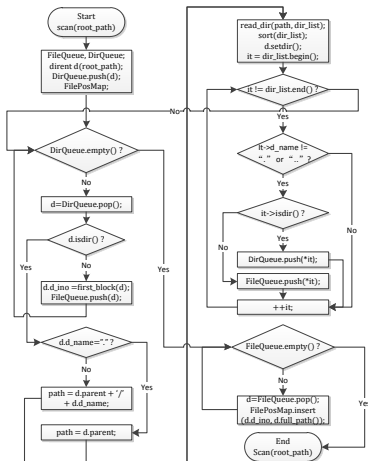 Start
scan(root_path)
FileQueue, DirQueue;
dirent d(root_path);
DirQueue.push(d);
FilePosMap;
DirQueue.empty() ?
No
d=DirQueue.pop();
d.isdir() ?
Yes
No
d.d_ino =first_block(d);
FileQueue.push(d);
d.d_name="." ?
No
Yes
path = d.parent + '/'
+ d.d_name;
path = d.parent;
Yes
read_dir(path, dir_list);
sort(dir_list);
d.setdir();
it = dir_list.begin();
it != dir_list.end() ?
No
Yes
It->d_name !=
“.” or “..” ?
Yes
No
it->isdir() ?
No
Yes
DirQueue.push(*it);
FileQueue.push(*it);
++it;
FileQueue.empty() ?
No
Yes
d=FileQueue.pop();
FilePosMap.insert
(d.d_ino, d.full_path());
End
Scan(root_path)